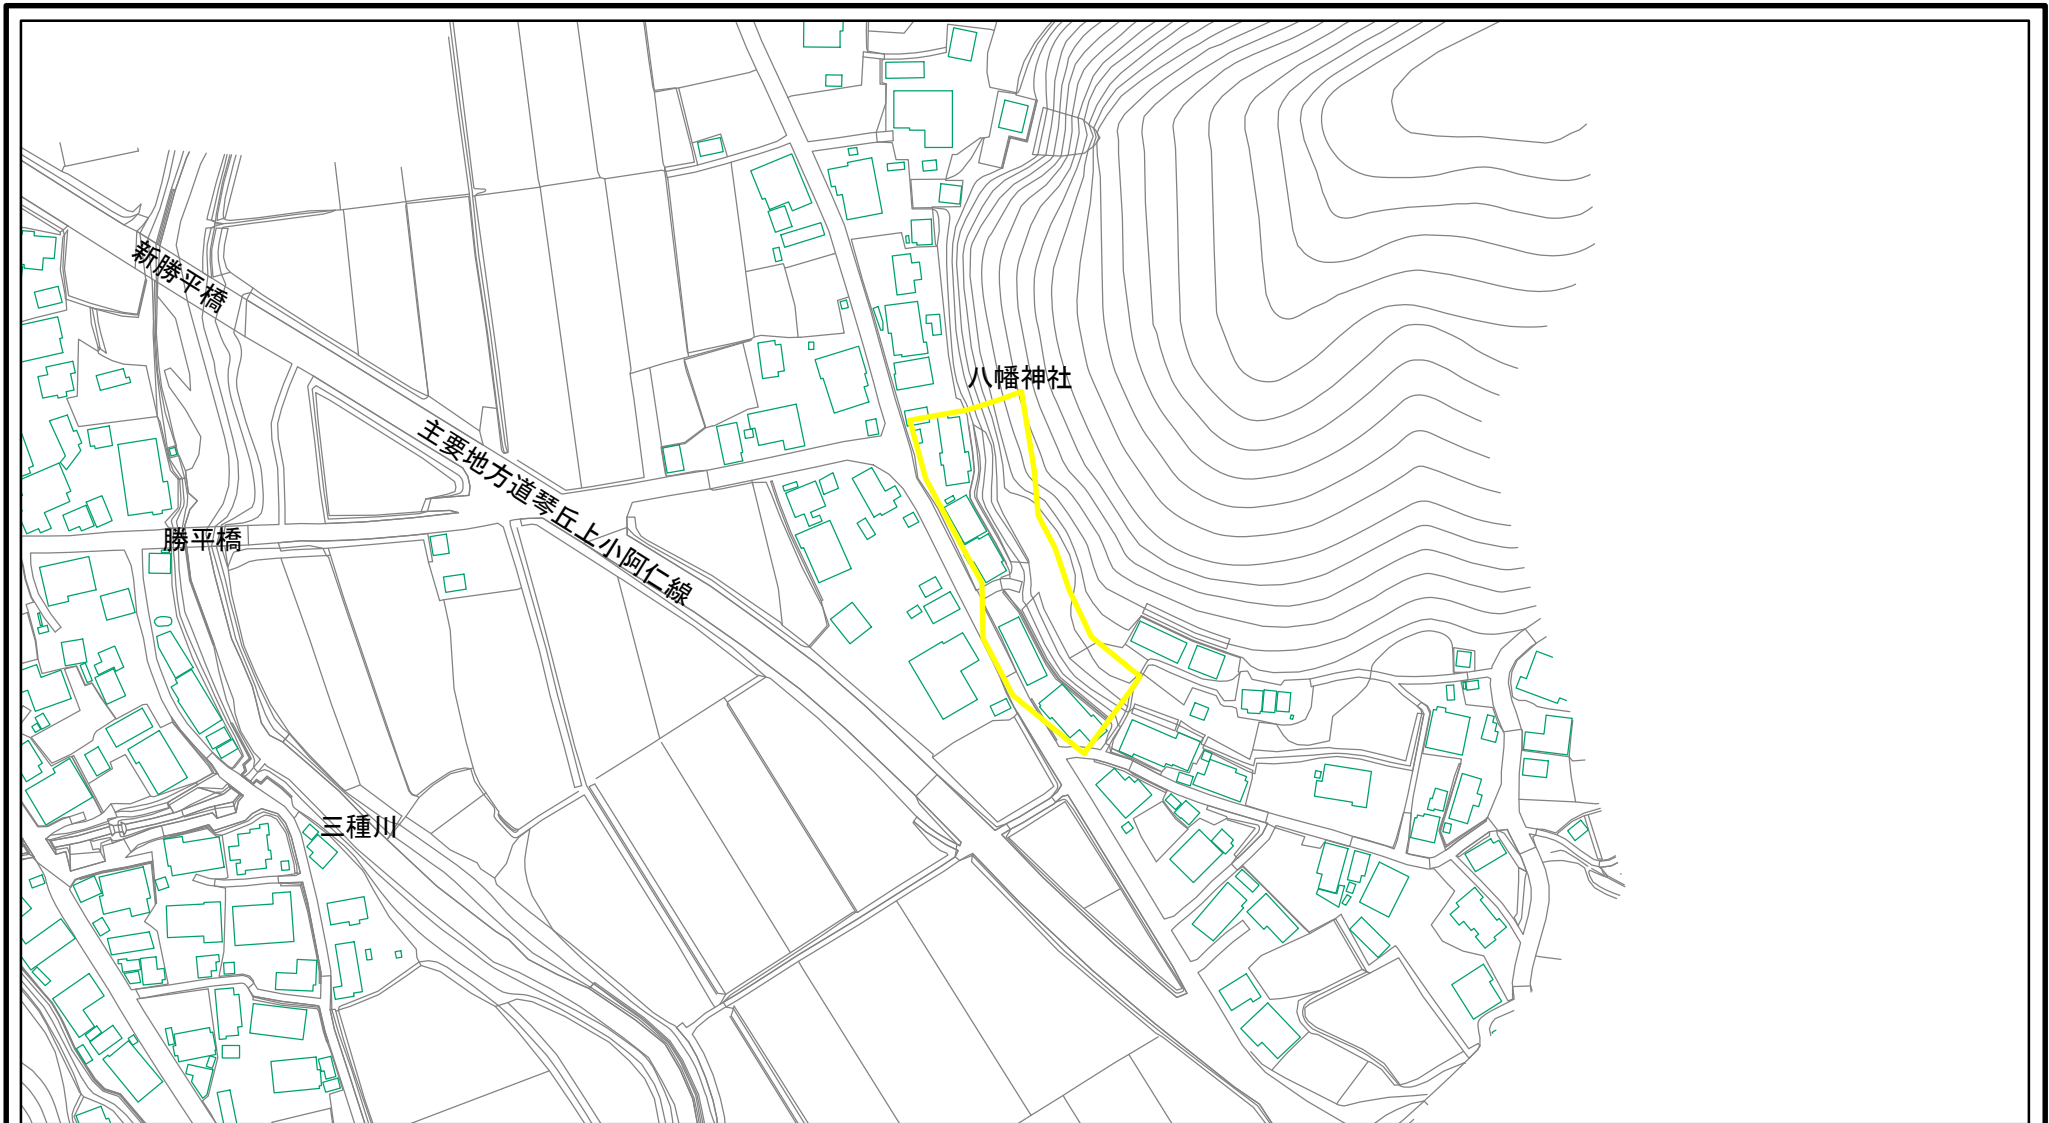 新勝平橋
八幡神社
主要地方道琴丘上小阿仁線
勝平橋
三種川